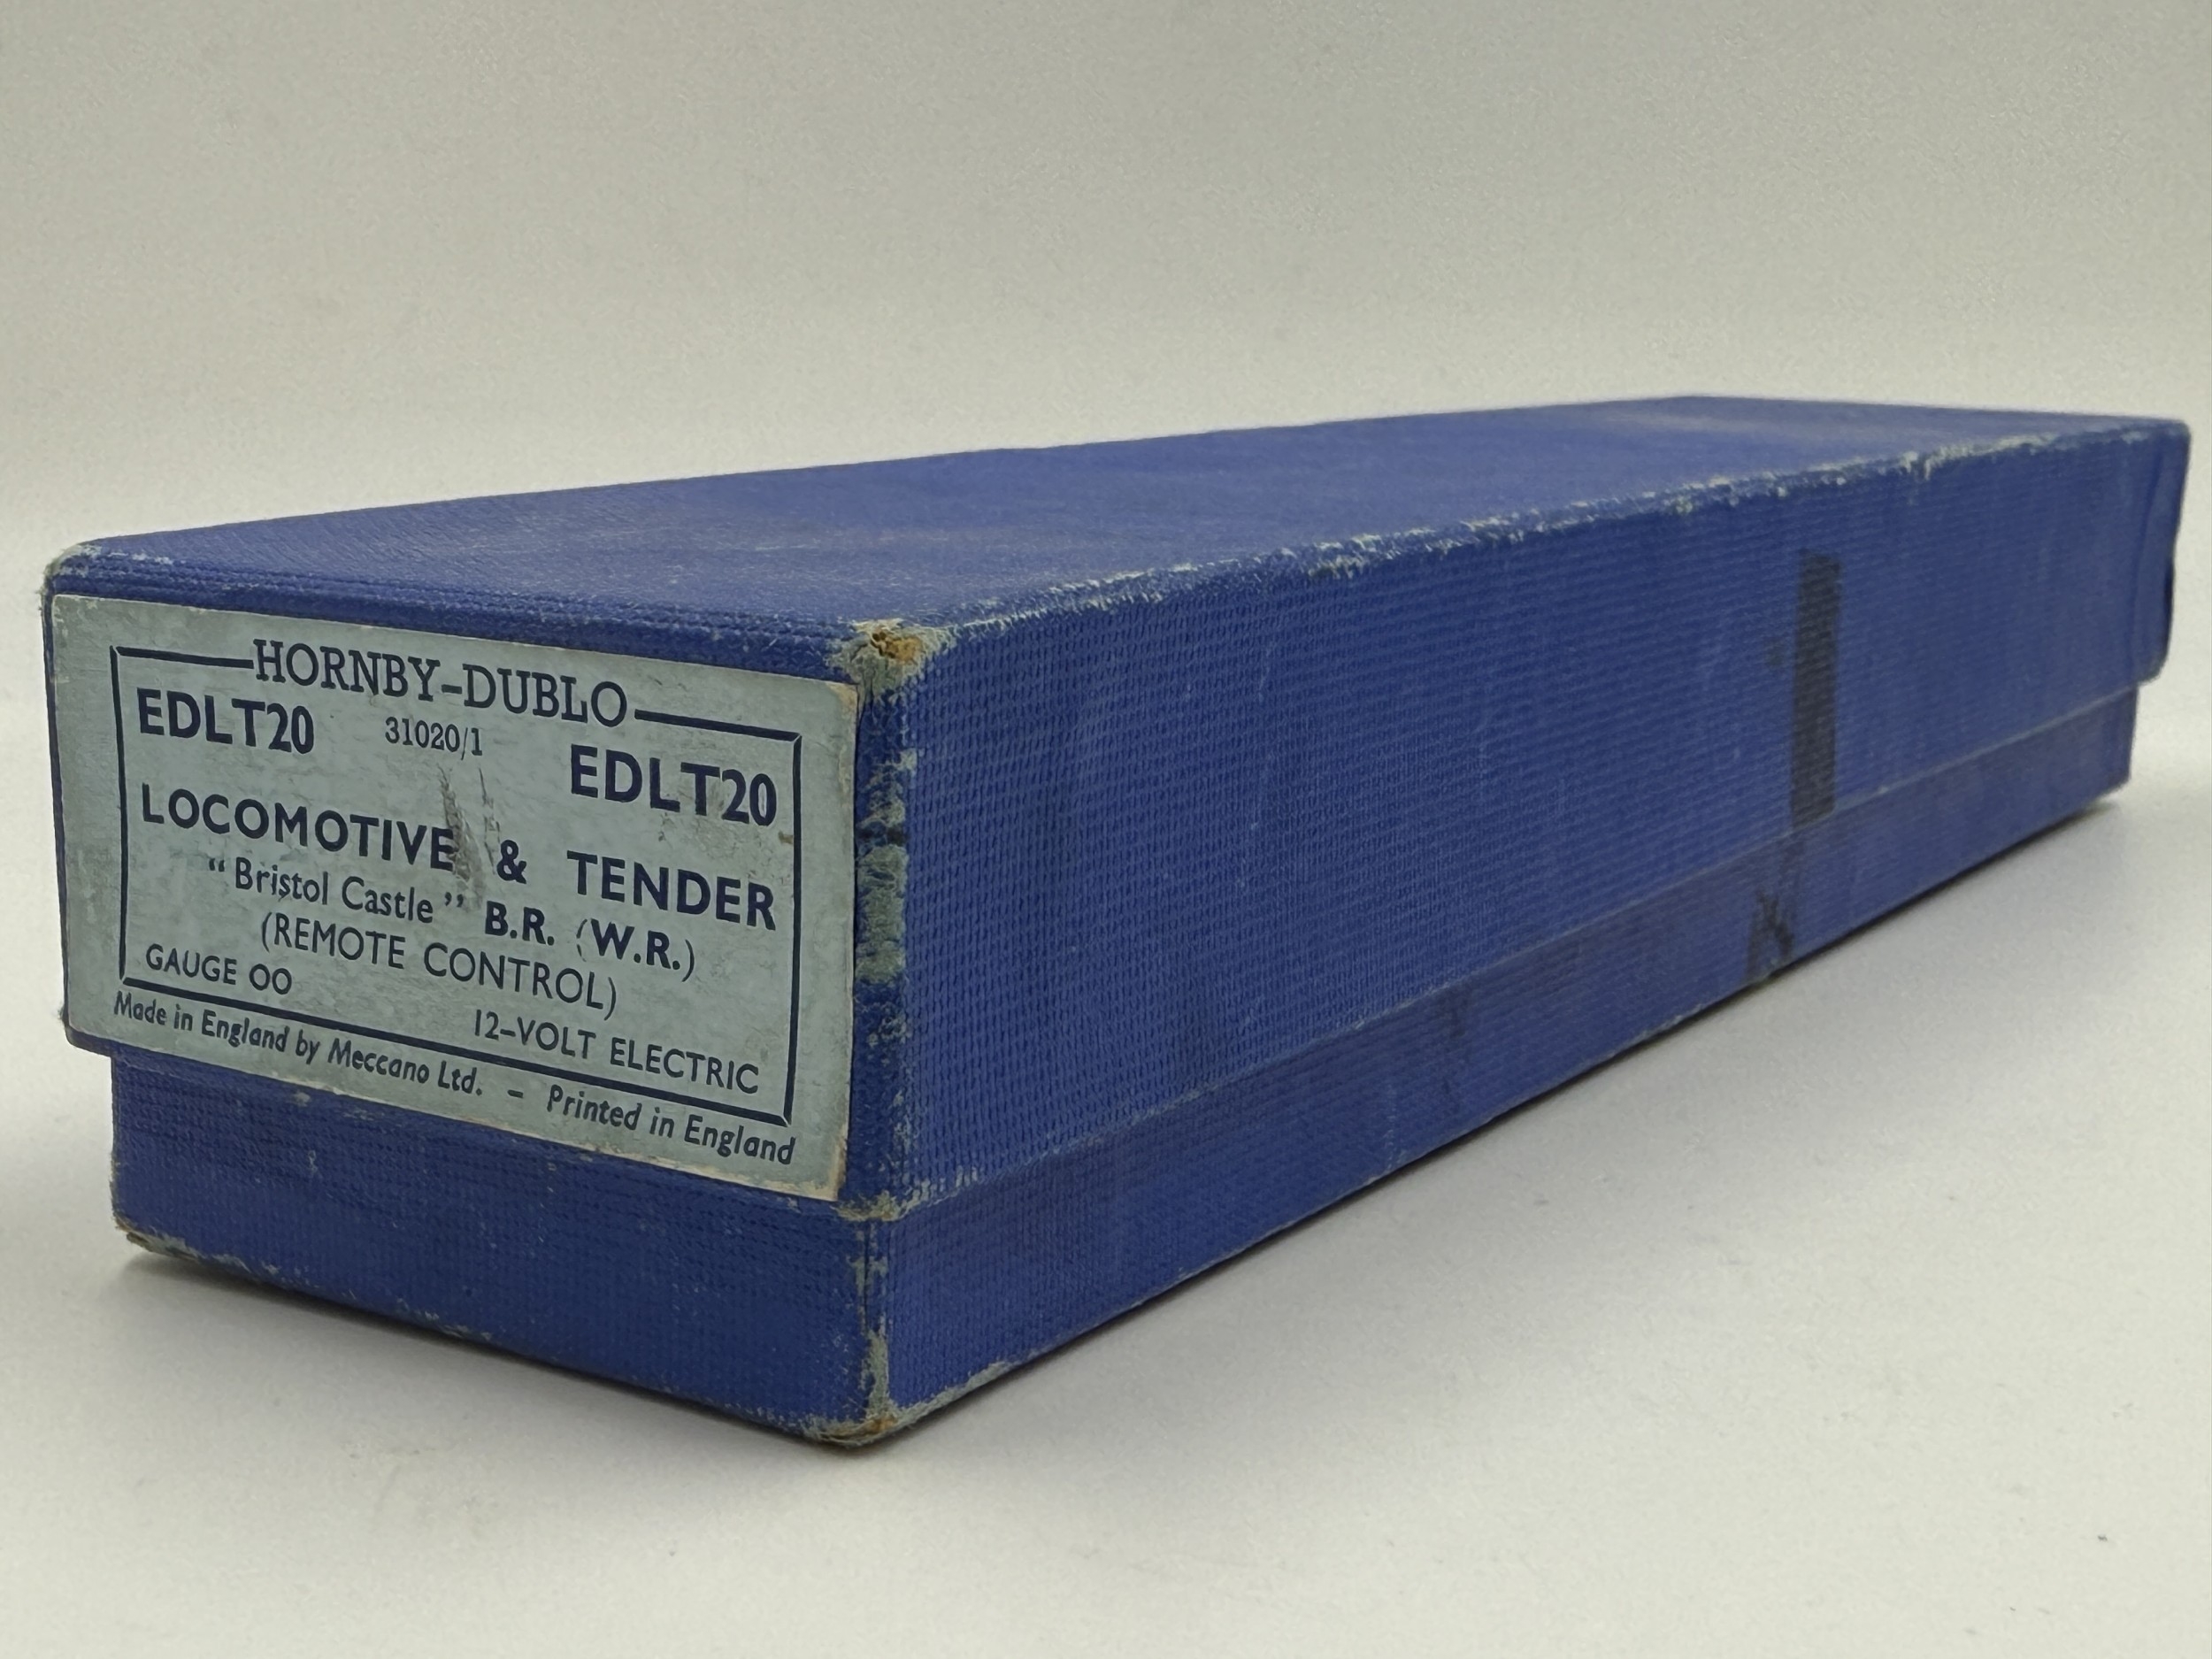 HORNBY-DUBLO
EDLT20 31020/1 EDLT20
LOCOMOTIVE & TENDER
“Bristol Castle” B.R. (W.R.)
(REMOTE CONTROL)
GAUGE OO 12-VOLT ELECTRIC
Made in England by Meccano Ltd. – Printed in England